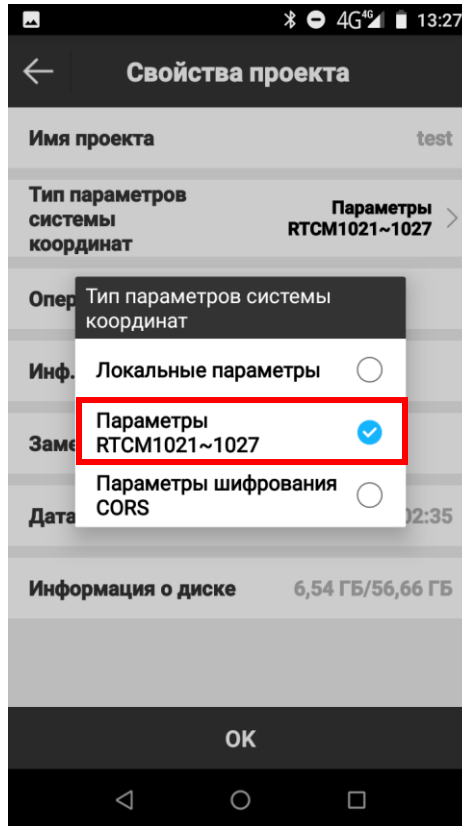 4G 4G 13:27
Свойства проекта
Имя проекта test
Тип параметров
системы
координат
Параметры
RTCM1021~1027
Опер
Тип параметров системы
координат
Инф.
Локальные параметры
Заме
Параметры
RTCM1021~1027
Параметры шифрования
CORS
Дата 02:35
Информация о диске 6,54 ГБ/56,66 ГБ
OK